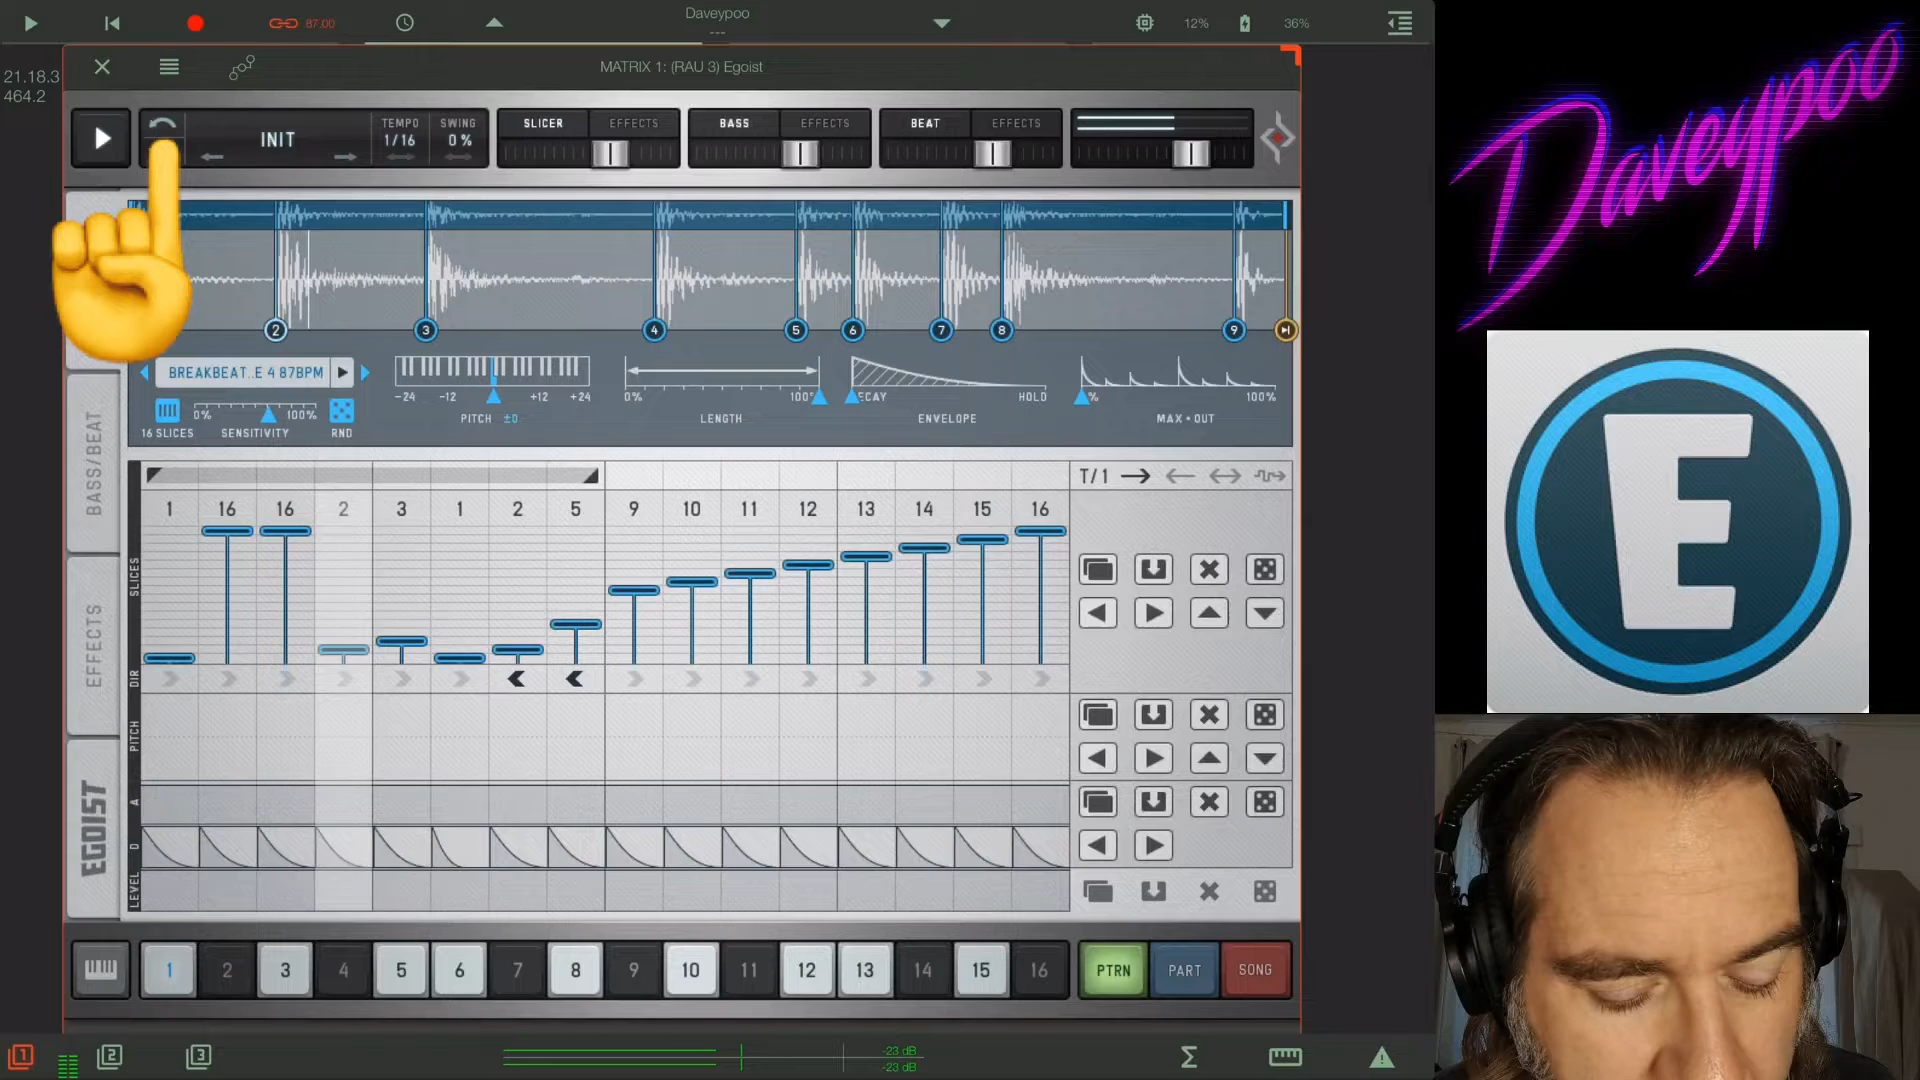 Daveypoo
---
87.00
12%
36%
21.18.3
464.2
MATRIX 1: (RAU 3) Egoist
INIT
TEMPO
1/16
SWING
0 %
SLICER
EFFECTS
BASS
EFFECTS
BEAT
EFFECTS
Daveypoo
2
3
4
5
6
7
8
9
BREAKBEAT..E 4 87BPM
16 SLICES
0%
100%
SENSITIVITY
RND
-24 -12 +12 +24
PITCH ±0
0%
100%
LENGTH
DECAY
HOLD
ENVELOPE
%
100%
MAX • OUT
E
BASS/BEAT
EFFECTS
EGOIST
T/1
1 16 16 2 3 1 2 5 9 10 11 12 13 14 15 16
SLICES
DIR
PITCH
A
D
LEVEL
1 2 3 4 5 6 7 8 9 10 11 12 13 14 15 16
PTRN
PART
SONG
1
2
3
-23 dB
-23 dB
Σ